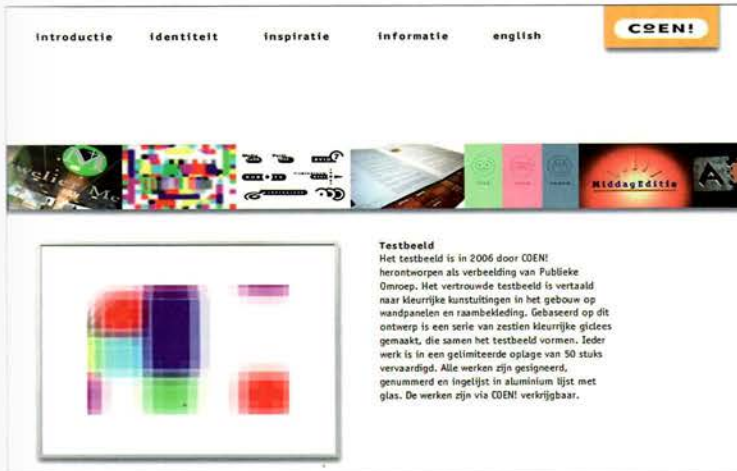 introductie identiteit inspiratie informatie english
COEN!
MiddagEditie
A
Testbeeld
Het testbeeld is in 2006 door COEN!
herontworpen als verbeelding van Publieke
Omroep. Het vertrouwde testbeeld is vertaald
naar kleurrijke kunstuitingen in het gebouw op
wandpanelen en raambekleding. Gebaseerd op dit
ontwerp is een serie van zestien kleurrijke giclees
gemaakt, die samen het testbeeld vormen. Ieder
werk is in een gelimiteerde oplage van 50 stuks
vervaardigd. Alle werken zijn gesigneerd,
genummerd en ingelijst in aluminium lijst met
glas. De werken zijn via COEN! verkrijgbaar.